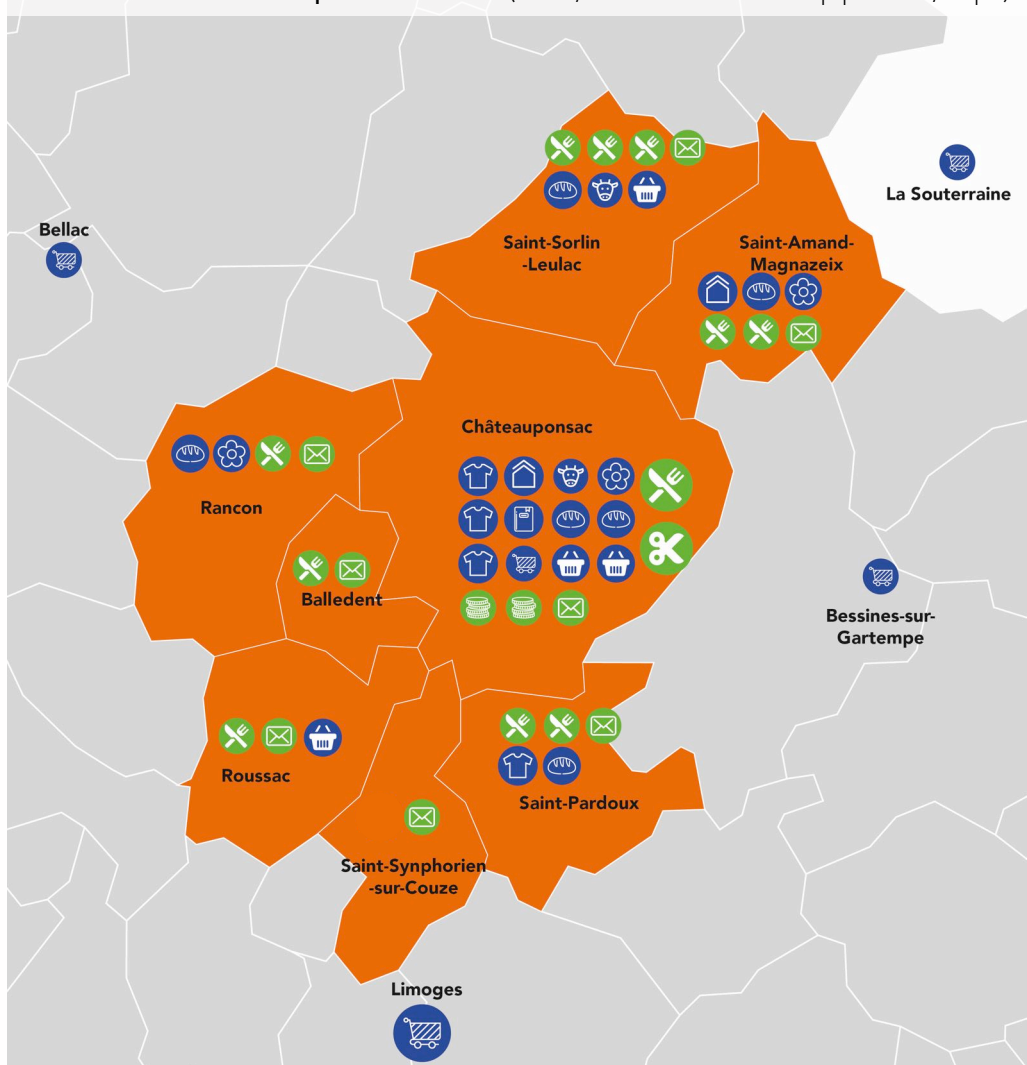 La Souterraine
Bellac
Saint-Sorlin
-Leulac
Saint-Amand-
Magnazeix
Châteauponsac
Rancon
Balledent
Bessines-sur-
Gartempe
Roussac
Saint-Pardoux
Saint-Synphorien
-sur-Couze
Limoges